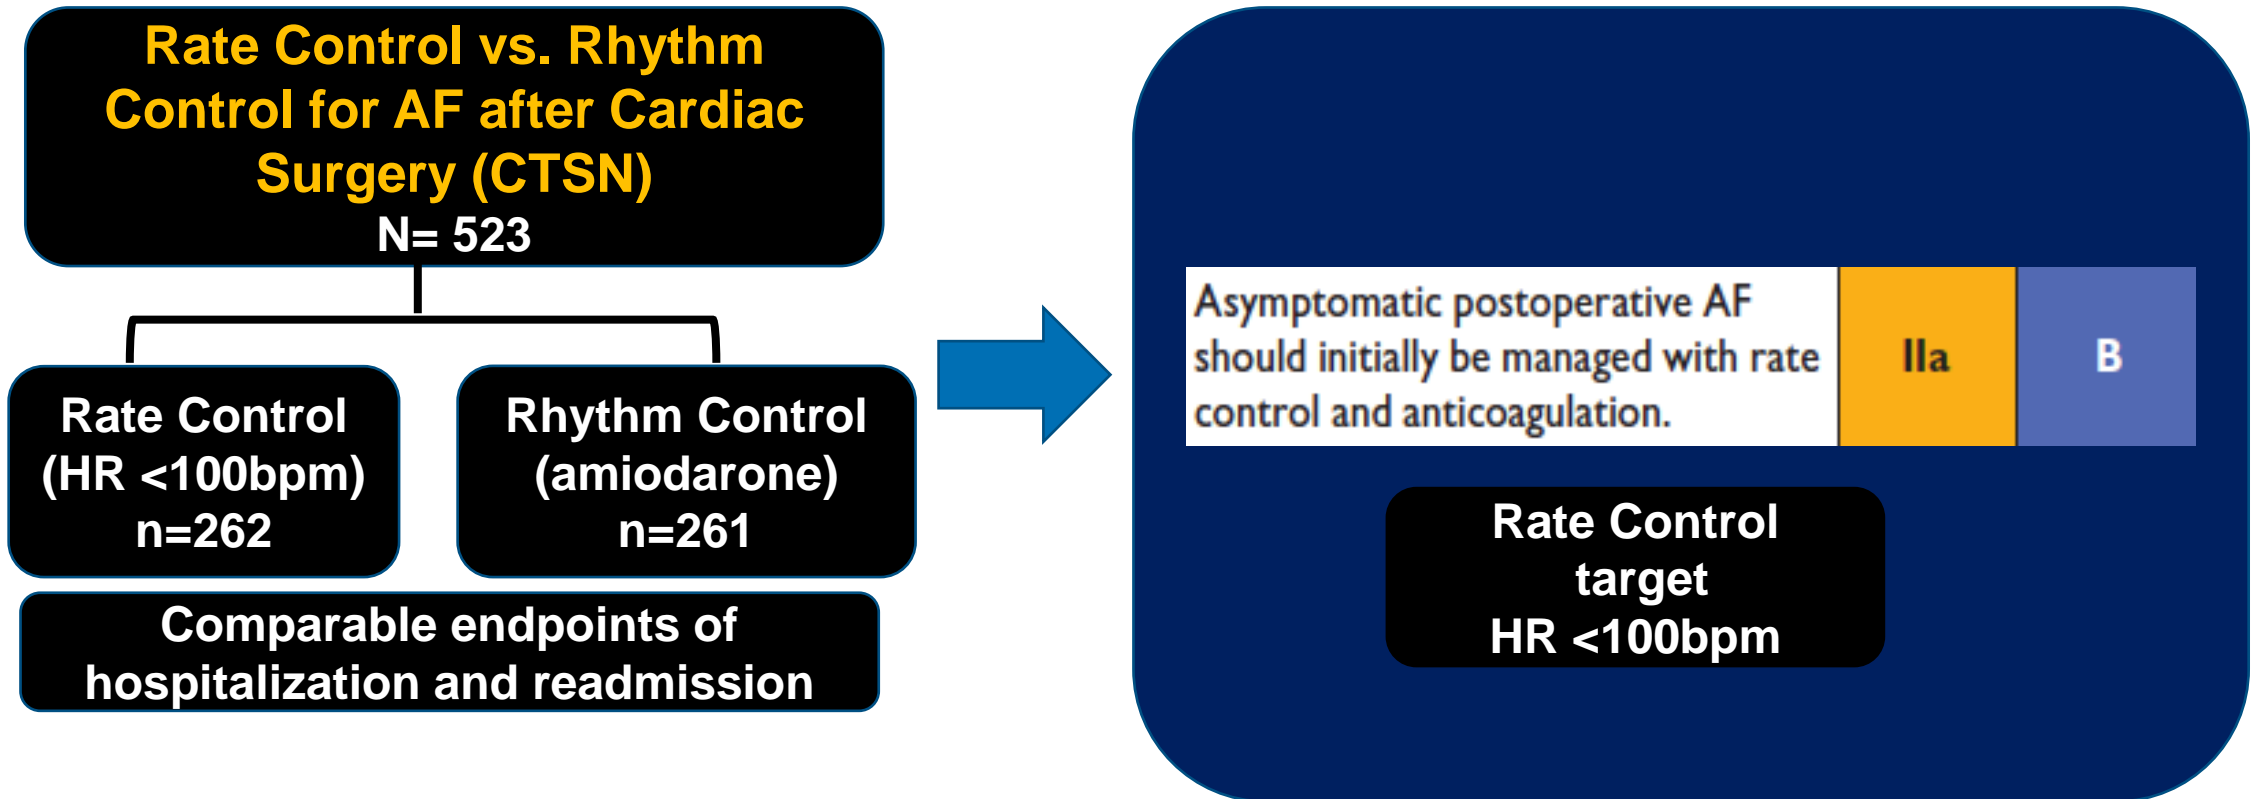 Rate Control vs. Rhythm
Control for AF after Cardiac
Surgery (CTSN)
N= 523
Rate Control
(HR <100bpm)
n=262
Rhythm Control
(amiodarone)
n=261
Comparable endpoints of
hospitalization and readmission
Asymptomatic postoperative AF
should initially be managed with rate
control and anticoagulation.
IIa
B
Rate Control
target
HR <100bpm